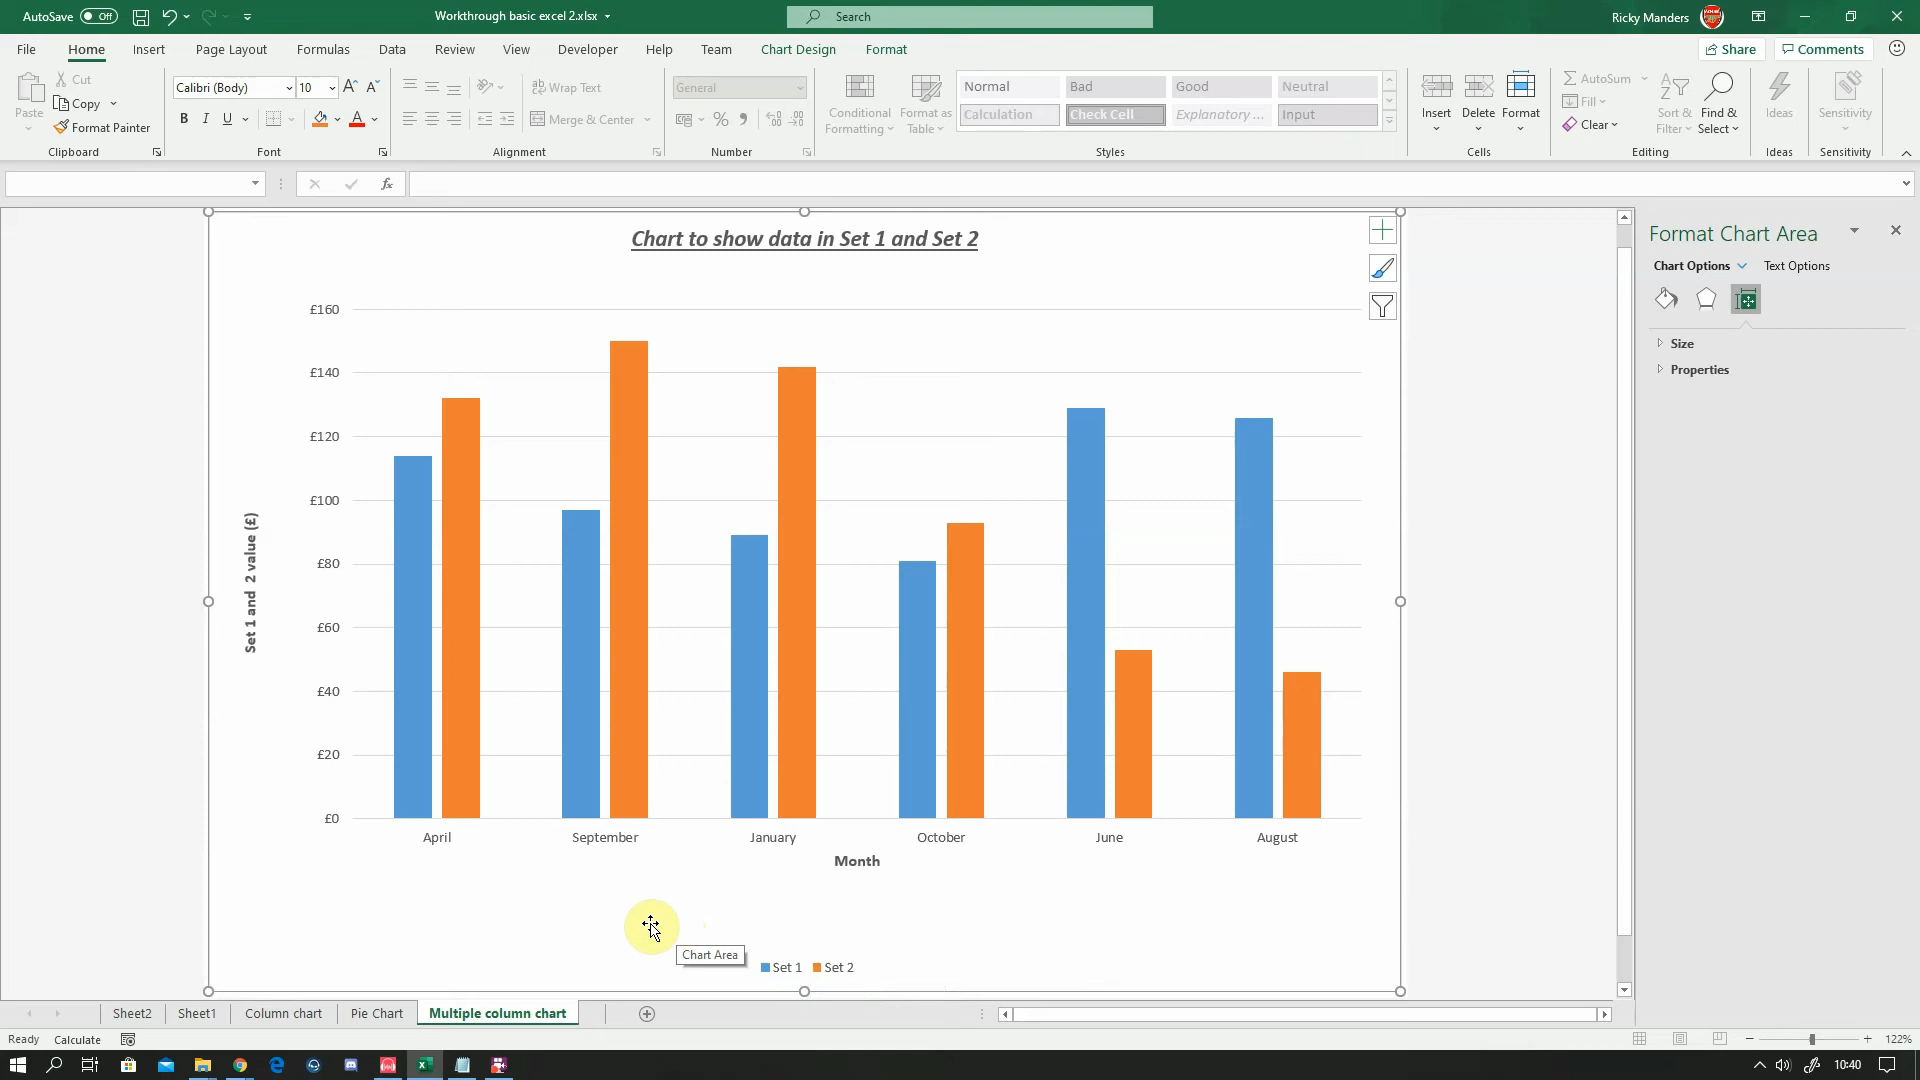 AutoSave Off Workthrough basic excel 2.xlsx Search Ricky Manders
File Home Insert Page Layout Formulas Data Review View Developer Help Team Chart Design Format Share Comments
Paste Cut Copy Format Painter
Clipboard
Calibri (Body) 10 A A
B I U A
Font
Wrap Text
Merge & Center
Alignment
General
% 9
Number
Conditional Formatting Format as Table
Normal Bad Good Neutral
Calculation Check Cell Explanatory ... Input
Styles
Insert Delete Format
Cells
AutoSum Fill Clear Sort & Filter Find & Select
Editing
Ideas
Ideas
Sensitivity
Sensitivity
fx
Chart to show data in Set 1 and Set 2
£160
£140
£120
£100
£80
£60
£40
£20
£0
Set 1 and 2 value (£)
April September January October June August
Month
Chart Area
Set 1 Set 2
Format Chart Area
Chart Options Text Options
Size
Properties
Sheet2 Sheet1 Column chart Pie Chart Multiple column chart
Ready Calculate 122%
10:40